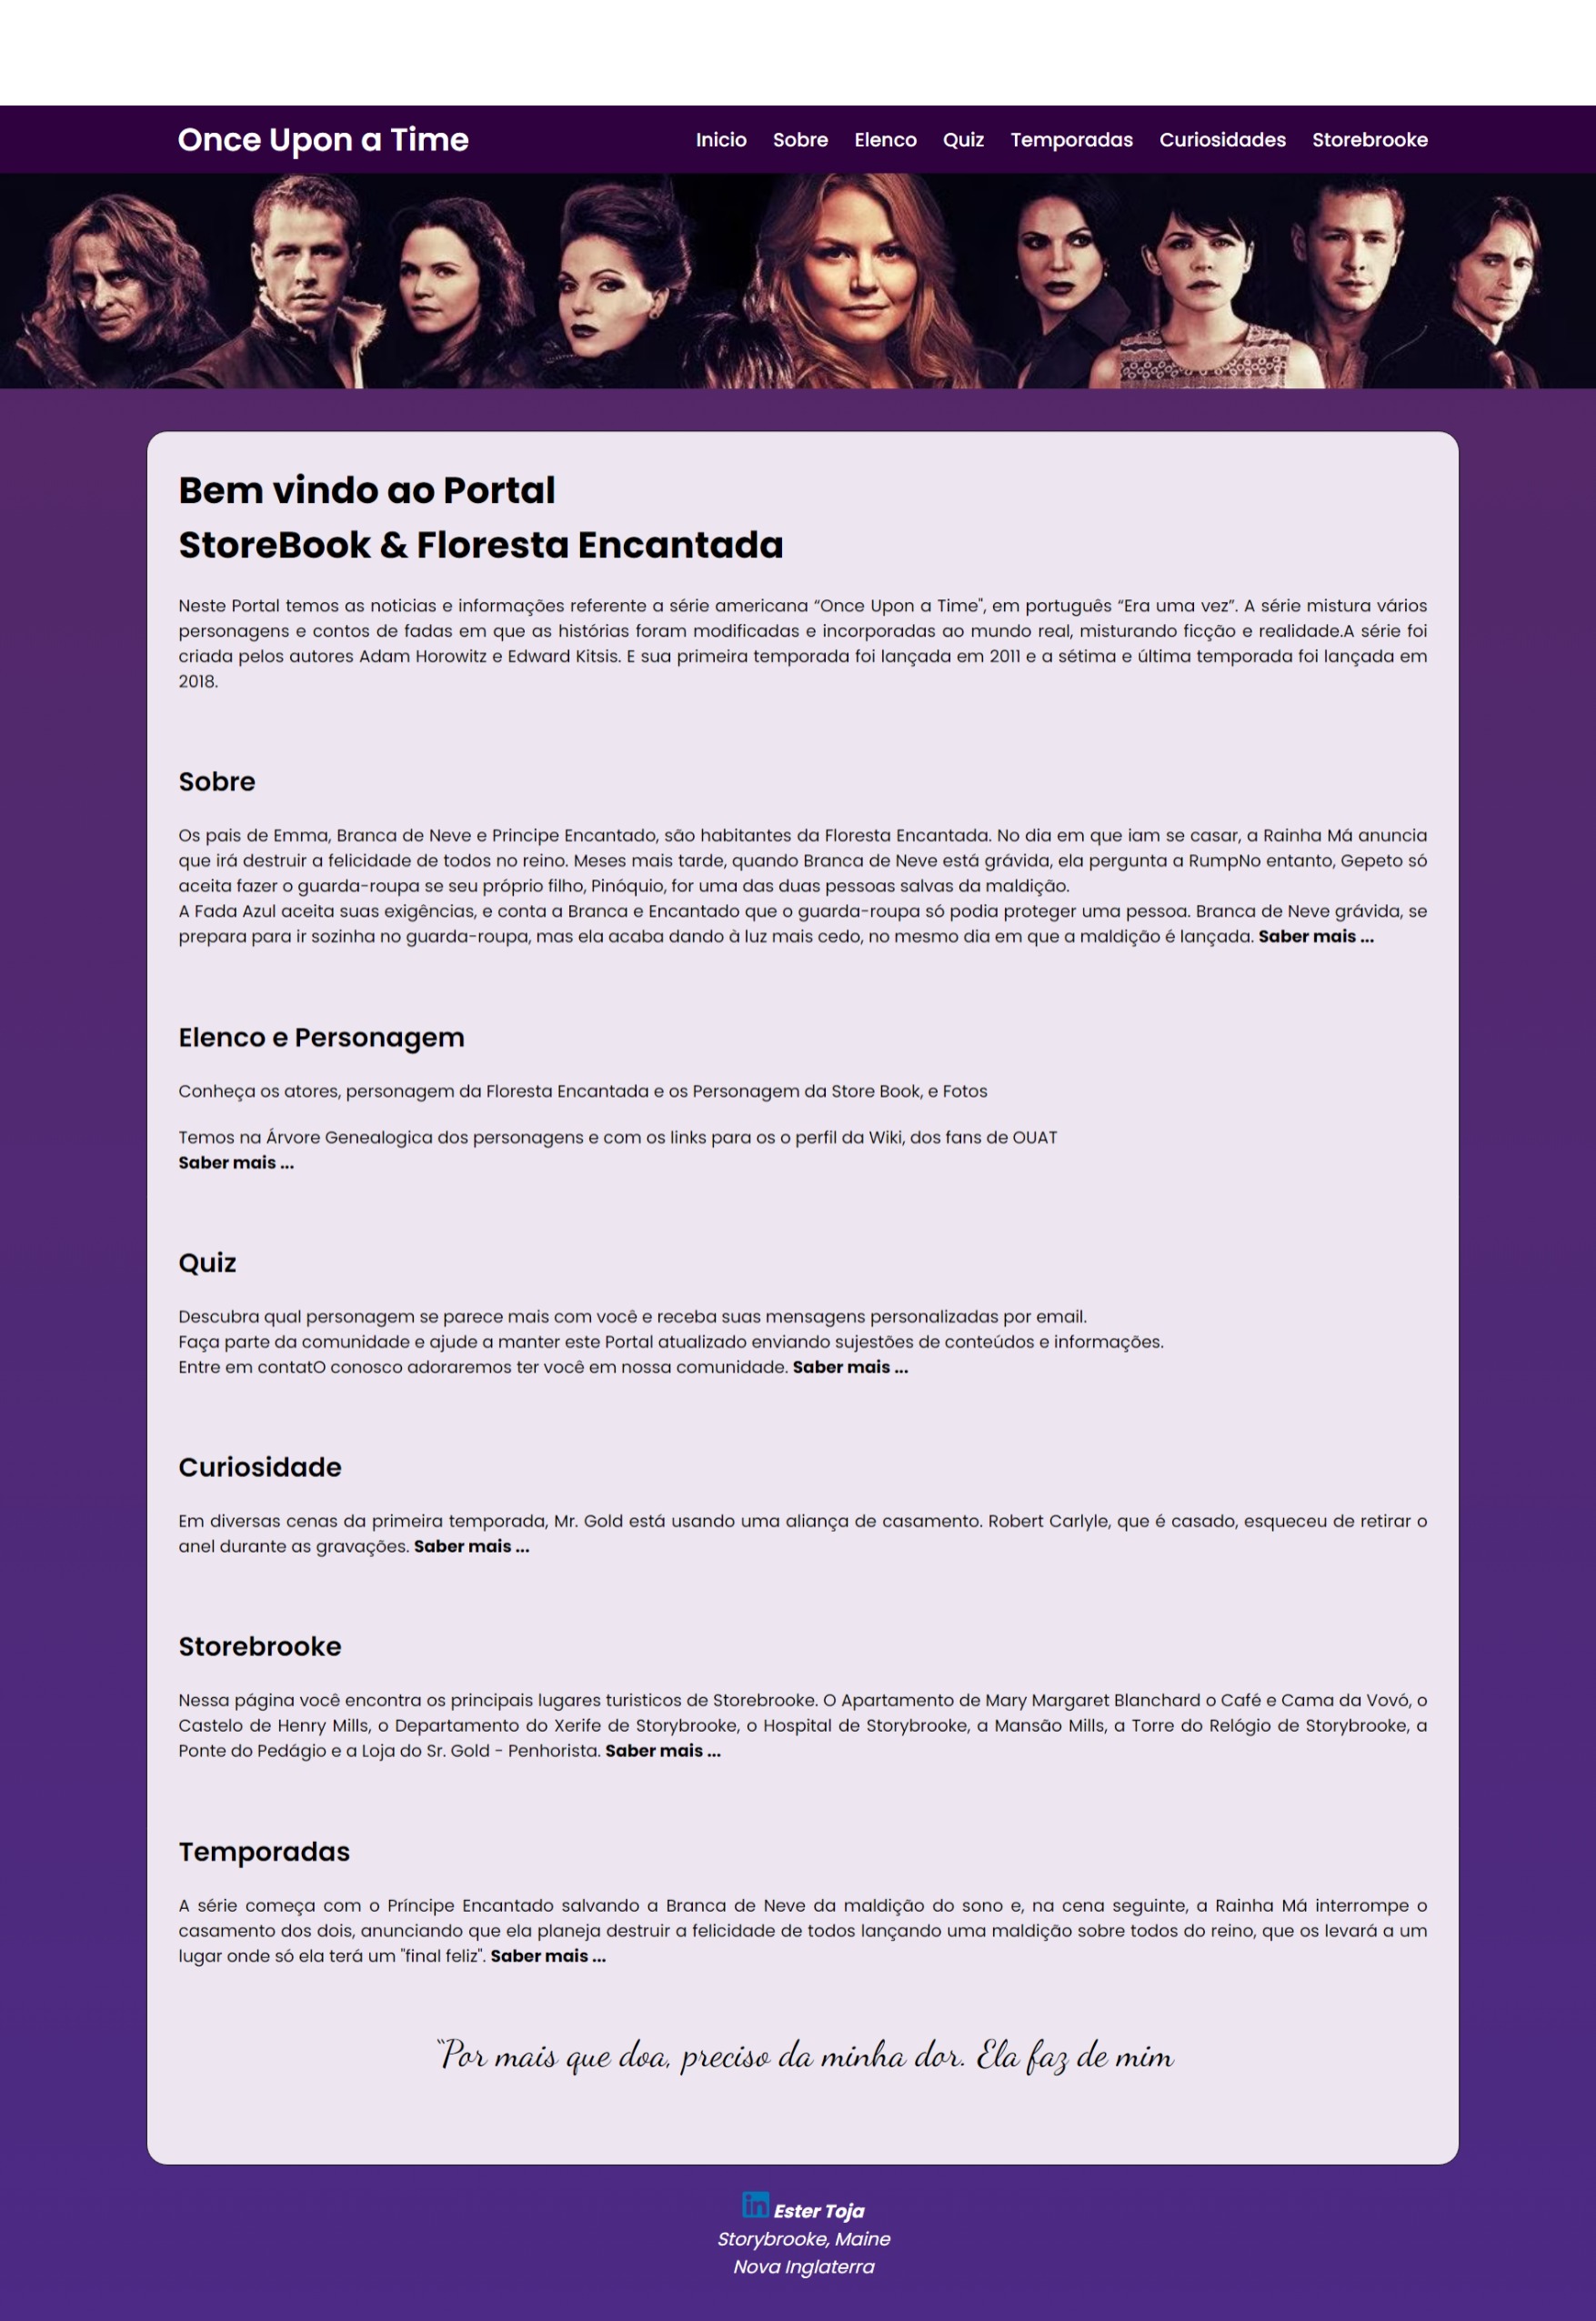 Once Upon a Time
Inicio Sobre Elenco Quiz Temporadas Curiosidades Storebrooke
Bem vindo ao Portal
StoreBook & Floresta Encantada
Neste Portal temos as noticias e informações referente a série americana “Once Upon a Time", em português “Era uma vez”. A série mistura vários
personagens e contos de fadas em que as histórias foram modificadas e incorporadas ao mundo real, misturando ficção e realidade.A série foi
criada pelos autores Adam Horowitz e Edward Kitsis. E sua primeira temporada foi lançada em 2011 e a sétima e última temporada foi lançada em
2018.
Sobre
Os pais de Emma, Branca de Neve e Principe Encantado, são habitantes da Floresta Encantada. No dia em que iam se casar, a Rainha Má anuncia
que irá destruir a felicidade de todos no reino. Meses mais tarde, quando Branca de Neve está grávida, ela pergunta a RumpNo entanto, Gepeto só
aceita fazer o guarda-roupa se seu próprio filho, Pinóquio, for uma das duas pessoas salvas da maldição.
A Fada Azul aceita suas exigências, e conta a Branca e Encantado que o guarda-roupa só podia proteger uma pessoa. Branca de Neve grávida, se
prepara para ir sozinha no guarda-roupa, mas ela acaba dando à luz mais cedo, no mesmo dia em que a maldição é lançada. Saber mais ...
Elenco e Personagem
Conheça os atores, personagem da Floresta Encantada e os Personagem da Store Book, e Fotos
Temos na Árvore Genealogica dos personagens e com os links para os o perfil da Wiki, dos fans de OUAT
Saber mais ...
Quiz
Descubra qual personagem se parece mais com você e receba suas mensagens personalizadas por email.
Faça parte da comunidade e ajude a manter este Portal atualizado enviando sujestões de conteúdos e informações.
Entre em contatO conosco adoraremos ter você em nossa comunidade. Saber mais ...
Curiosidade
Em diversas cenas da primeira temporada, Mr. Gold está usando uma aliança de casamento. Robert Carlyle, que é casado, esqueceu de retirar o
anel durante as gravações. Saber mais ...
Storebrooke
Nessa página você encontra os principais lugares turisticos de Storebrooke. O Apartamento de Mary Margaret Blanchard o Café e Cama da Vovó, o
Castelo de Henry Mills, o Departamento do Xerife de Storybrooke, o Hospital de Storybrooke, a Mansão Mills, a Torre do Relógio de Storybrooke, a
Ponte do Pedágio e a Loja do Sr. Gold - Penhorista. Saber mais ...
Temporadas
A série começa com o Príncipe Encantado salvando a Branca de Neve da maldição do sono e, na cena seguinte, a Rainha Má interrompe o
casamento dos dois, anunciando que ela planeja destruir a felicidade de todos lançando uma maldição sobre todos do reino, que os levará a um
lugar onde só ela terá um "final feliz". Saber mais ...
“Por mais que doa, preciso da minha dor. Ela faz de mim
in Ester Toja
Storybrooke, Maine
Nova Inglaterra